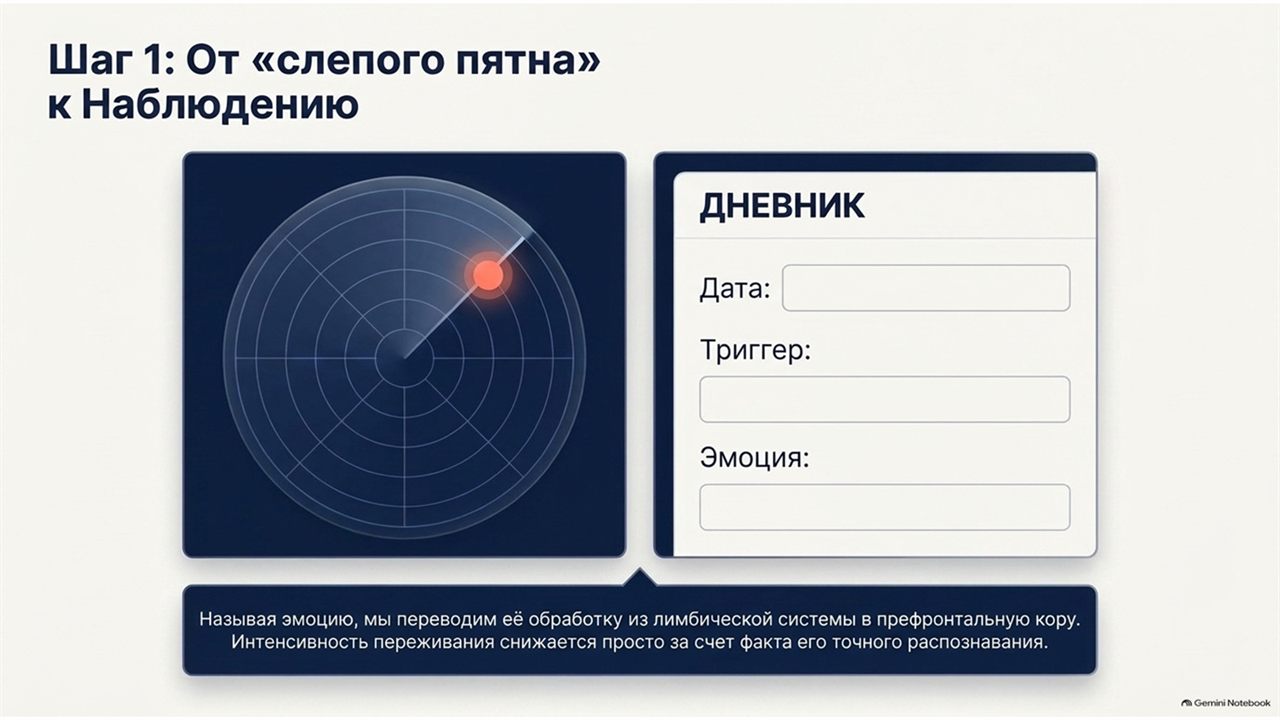 Шаг 1: От «слепого пятна»
к Наблюдению
ДНЕВНИК
Дата:
Триггер:
Эмоция:
Называя эмоцию, мы переводим её обработку из лимбической системы в префронтальную кору.
Интенсивность переживания снижается просто за счет факта его точного распознавания.
Gemini Notebook